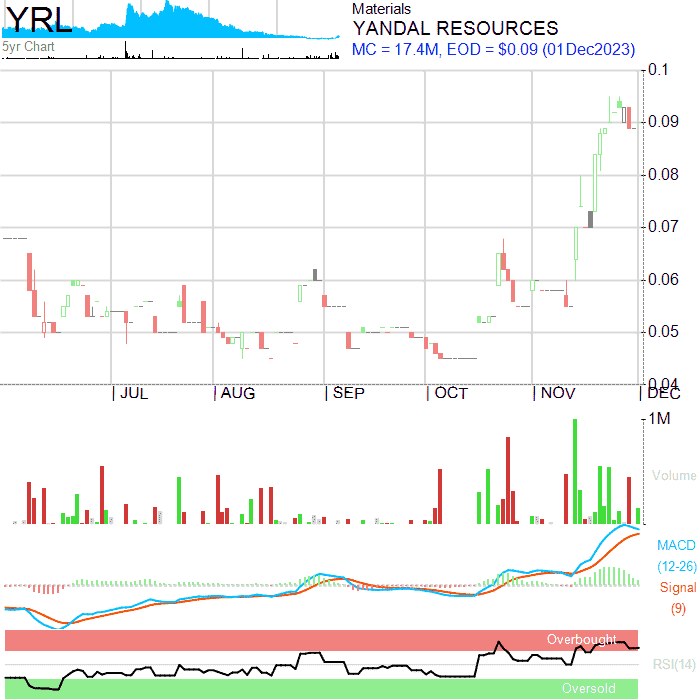 YRL
Materials
YANDAL RESOURCES
5yr Chart
MC = 17.4M, EOD = $0.09 (01Dec2023)
0.1
0.09
0.08
0.07
0.06
0.05
0.04
JUL AUG SEP OCT NOV DEC
1M
Volume
MACD
(12-26)
Signal
(9)
Overbought
RSI(14)
Oversold